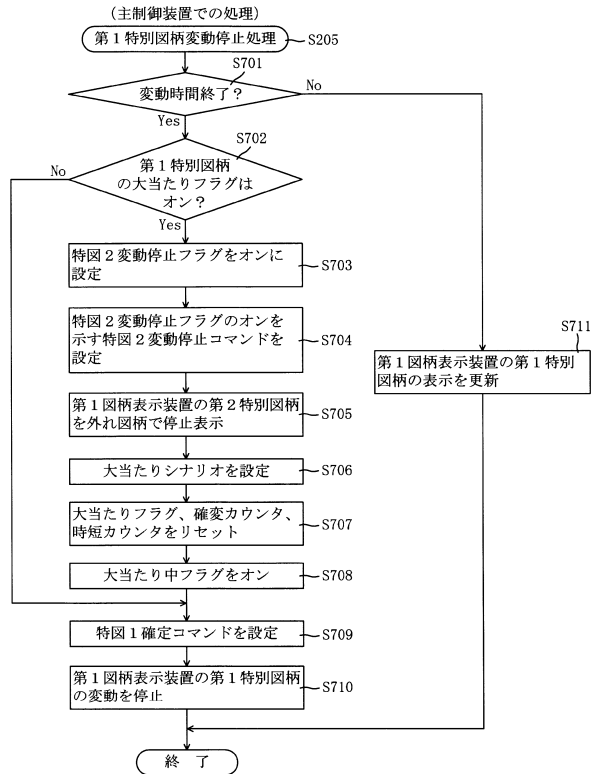 (主制御装置での処理)
第1特別図柄変動停止処理
S205
S701
変動時間終了?
No
Yes
S702
第1特別図柄
の大当たりフラグは
オン?
No
Yes
特図2変動停止フラグをオンに
設定
S703
特図2変動停止フラグのオンを
示す特図2変動停止コマンドを
設定
S704
S711
第1図柄表示装置の第1特別
図柄の表示を更新
第1図柄表示装置の第2特別図柄
を外れ図柄で停止表示
S705
大当たりシナリオを設定
S706
大当たりフラグ、確変カウンタ、
時短カウンタをリセット
S707
大当たり中フラグをオン
S708
特図1確定コマンドを設定
S709
第1図柄表示装置の第1特別図柄
の変動を停止
S710
終 了